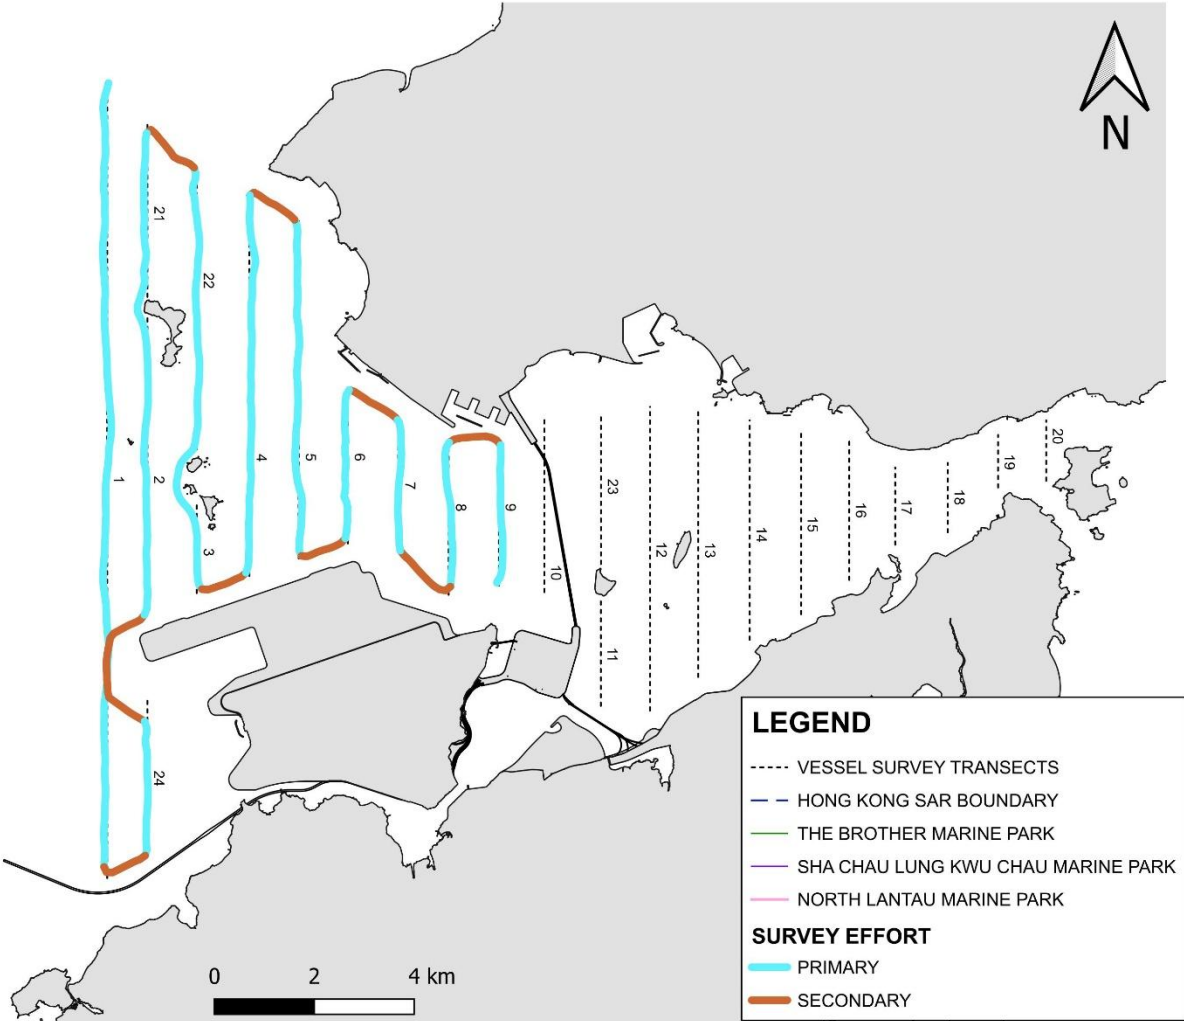 N
21
22
1
2
3
4
5
6
7
8
9
10
23
11
12
13
14
15
16
17
18
19
20
24
LEGEND
VESSEL SURVEY TRANSECTS
HONG KONG SAR BOUNDARY
THE BROTHER MARINE PARK
SHA CHAU LUNG KWU CHAU MARINE PARK
NORTH LANTAU MARINE PARK
SURVEY EFFORT
PRIMARY
SECONDARY
0 2 4 km